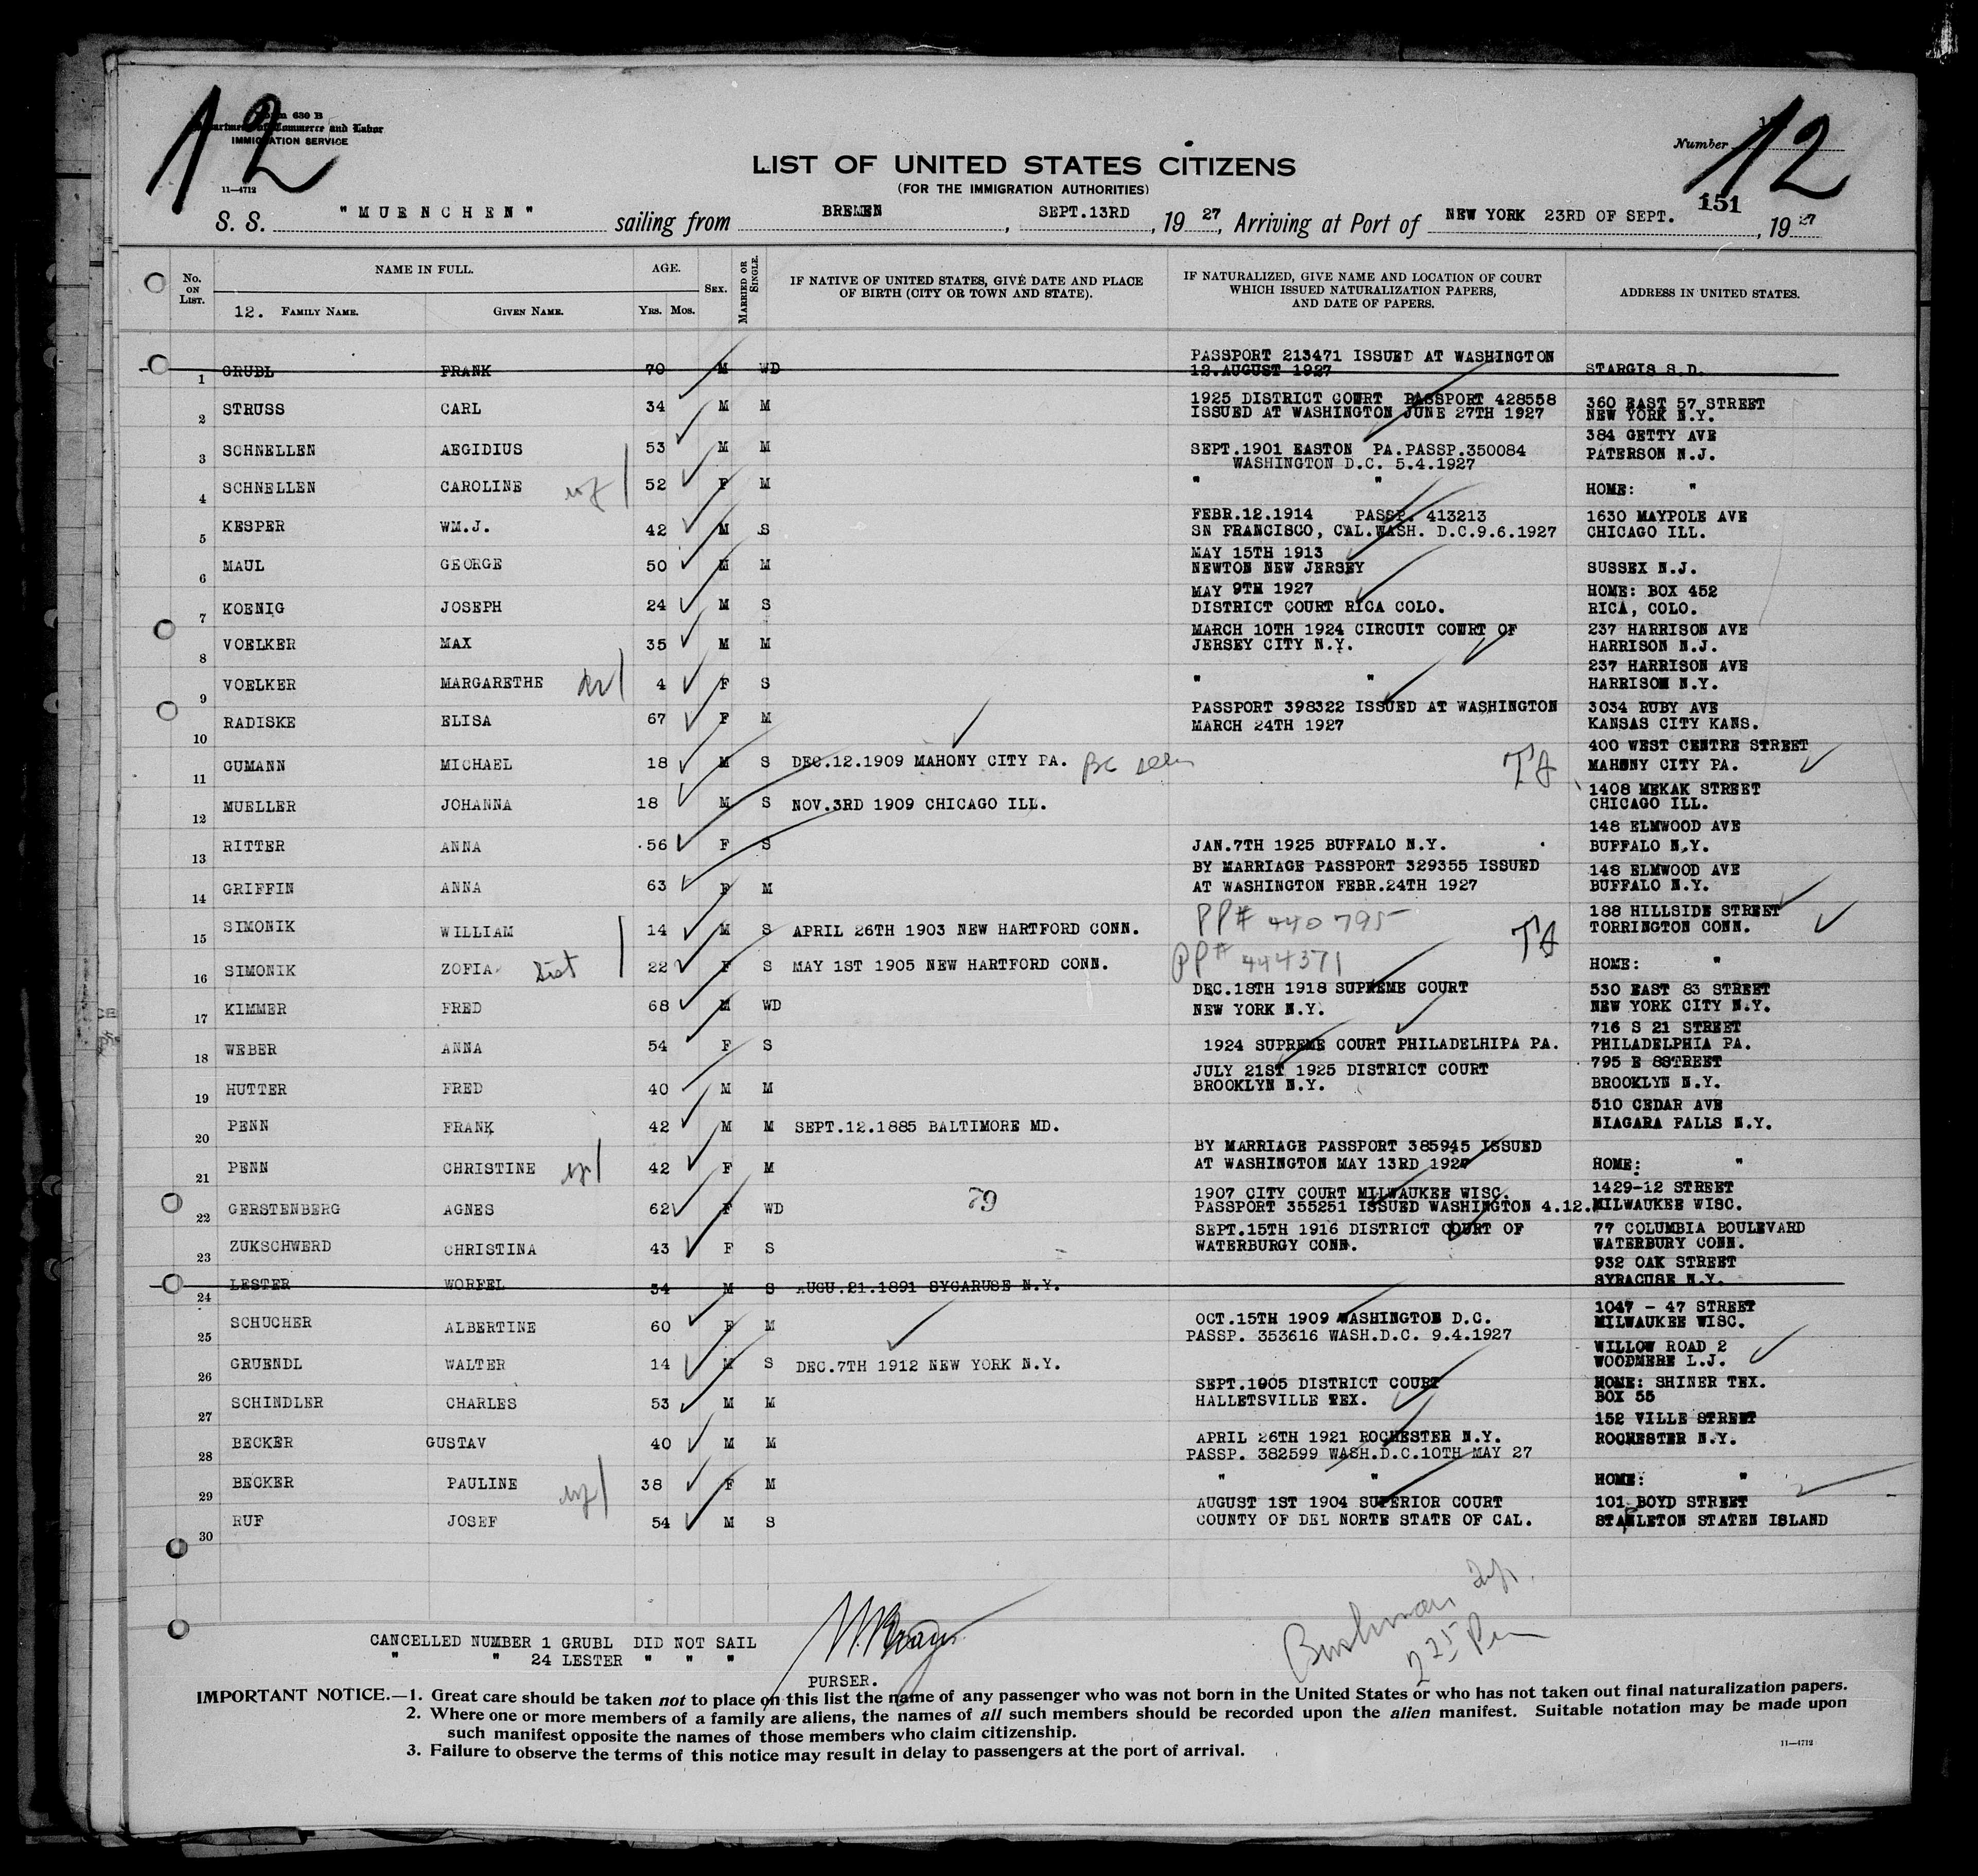 12
Form 630 B
Department of Commerce and Labor
IMMIGRATION SERVICE
11—4712
Number 12
LIST OF UNITED STATES CITIZENS
(FOR THE IMMIGRATION AUTHORITIES)
151
S. S. "MUENCHEN" sailing from BREMEN, SEPT.13RD, 1927, Arriving at Port of NEW YORK 23RD OF SEPT., 1927
No. ON LIST.
NAME IN FULL.
AGE.
SEX.
MARRIED OR SINGLE.
IF NATIVE OF UNITED STATES, GIVE DATE AND PLACE OF BIRTH (CITY OR TOWN AND STATE).
IF NATURALIZED, GIVE NAME AND LOCATION OF COURT WHICH ISSUED NATURALIZATION PAPERS, AND DATE OF PAPERS.
ADDRESS IN UNITED STATES.
12. FAMILY NAME. GIVEN NAME. YRS. MOS.
1 GRUBL FRANK 70 M WD PASSPORT 213471 ISSUED AT WASHINGTON 12.AUGUST 1927 STARGIS S.D.
2 STRUSS CARL 34 M M 1925 DISTRICT COURT PASSPORT 428558 ISSUED AT WASHINGTON JUNE 27TH 1927 360 EAST 57 STREET NEW YORK N.Y.
3 SCHNELLEN AEGIDIUS 53 M M SEPT.1901 EASTON PA.PASSP.350084 WASHINGTON D.C. 5.4.1927 384 GETTY AVE PATERSON N.J.
4 SCHNELLEN CAROLINE wf 52 F M " " HOME: "
5 KESPER WM.J. 42 M S FEBR.12.1914 PASSP. 413213 SN FRANCISCO, CAL.WASH. D.C.9.6.1927 1630 MAYPOLE AVE CHICAGO ILL.
6 MAUL GEORGE 50 M M MAY 15TH 1913 NEWTON NEW JERSEY SUSSEX N.J.
7 KOENIG JOSEPH 24 M S MAY 9TH 1927 DISTRICT COURT RICA COLO. HOME: BOX 452 RICA, COLO.
8 VOELKER MAX 35 M M MARCH 10TH 1924 CIRCUIT COURT OF JERSEY CITY N.Y. 237 HARRISON AVE HARRISON N.J.
9 VOELKER MARGARETHE 4 F S " " 237 HARRISON AVE HARRISON N.Y.
10 RADISKE ELISA 67 F M PASSPORT 398322 ISSUED AT WASHINGTON MARCH 24TH 1927 3034 RUBY AVE KANSAS CITY KANS.
11 GUMANN MICHAEL 18 M S DEC.12.1909 MAHONY CITY PA. BC seen 400 WEST CENTRE STREET MAHONY CITY PA.
12 MUELLER JOHANNA 18 M S NOV.3RD 1909 CHICAGO ILL. 1408 MEKAK STREET CHICAGO ILL.
13 RITTER ANNA 56 F S JAN.7TH 1925 BUFFALO N.Y. 148 ELMWOOD AVE BUFFALO N.Y.
14 GRIFFIN ANNA 63 F M BY MARRIAGE PASSPORT 329355 ISSUED AT WASHINGTON FEBR.24TH 1927 148 ELMWOOD AVE BUFFALO N.Y.
15 SIMONIK WILLIAM 14 M S APRIL 26TH 1903 NEW HARTFORD CONN. PP# 440795 188 HILLSIDE STREET TORRINGTON CONN.
16 SIMONIK ZOFIA Sist 22 F S MAY 1ST 1905 NEW HARTFORD CONN. PP# 444371 HOME: "
17 KIMMER FRED 68 M WD DEC.18TH 1918 SUPREME COURT NEW YORK N.Y. 530 EAST 83 STREET NEW YORK CITY N.Y.
18 WEBER ANNA 54 F S 1924 SUPREME COURT PHILADELHIPA PA. 716 S 21 STREET PHILADELPHIA PA.
19 HUTTER FRED 40 M M JULY 21ST 1925 DISTRICT COURT BROOKLYN N.Y. 795 E 8STREET BROOKLYN N.Y.
20 PENN FRANK 42 M M SEPT.12.1885 BALTIMORE MD. 510 CEDAR AVE NIAGARA FALLS N.Y.
21 PENN CHRISTINE wf 42 F M BY MARRIAGE PASSPORT 385945 ISSUED AT WASHINGTON MAY 13RD 1927 HOME: "
22 GERSTENBERG AGNES 62 F WD 79 1907 CITY COURT MILWAUKEE WISC. PASSPORT 355251 ISSUED WASHINGTON 4.12. 1429-12 STREET MILWAUKEE WISC.
23 ZUKSCHWERD CHRISTINA 43 F S SEPT.15TH 1916 DISTRICT COURT OF WATERBURGY CONN. 77 COLUMBIA BOULEVARD WATERBURY CONN.
24 LESTER WORFEL 34 M S AUGU.21.1891 SYCARUSE N.Y. 932 OAK STREET SYRACUSE N.Y.
25 SCHUCHER ALBERTINE 60 F M OCT.15TH 1909 WASHINGTON D.C. PASSP. 353616 WASH.D.C. 9.4.1927 1047 - 47 STREET MILWAUKEE WISC.
26 GRUENDL WALTER 14 M S DEC.7TH 1912 NEW YORK N.Y. WILLOW ROAD 2 WOODMERE L.J.
27 SCHINDLER CHARLES 53 M M SEPT.1905 DISTRICT COURT HALLETSVILLE TEX. HOME: SHINER TEX. BOX 55
28 BECKER GUSTAV 40 M M APRIL 26TH 1921 ROCHESTER N.Y. PASSP. 382599 WASH.D.C.10TH MAY 27 152 VILLE STREET ROCHESTER N.Y.
29 BECKER PAULINE wf 38 F M " " HOME: "
30 RUF JOSEF 54 M S AUGUST 1ST 1904 SUPERIOR COURT COUNTY OF DEL NORTE STATE OF CAL. 101 BOYD STREET STAPLETON STATEN ISLAND
CANCELLED NUMBER 1 GRUBL DID NOT SAIL
" " 24 LESTER " " "
PURSER.
Bushman
2 25 Pm
IMPORTANT NOTICE.—1. Great care should be taken not to place on this list the name of any passenger who was not born in the United States or who has not taken out final naturalization papers.
2. Where one or more members of a family are aliens, the names of all such members should be recorded upon the alien manifest. Suitable notation may be made upon
such manifest opposite the names of those members who claim citizenship.
3. Failure to observe the terms of this notice may result in delay to passengers at the port of arrival.
11—4712